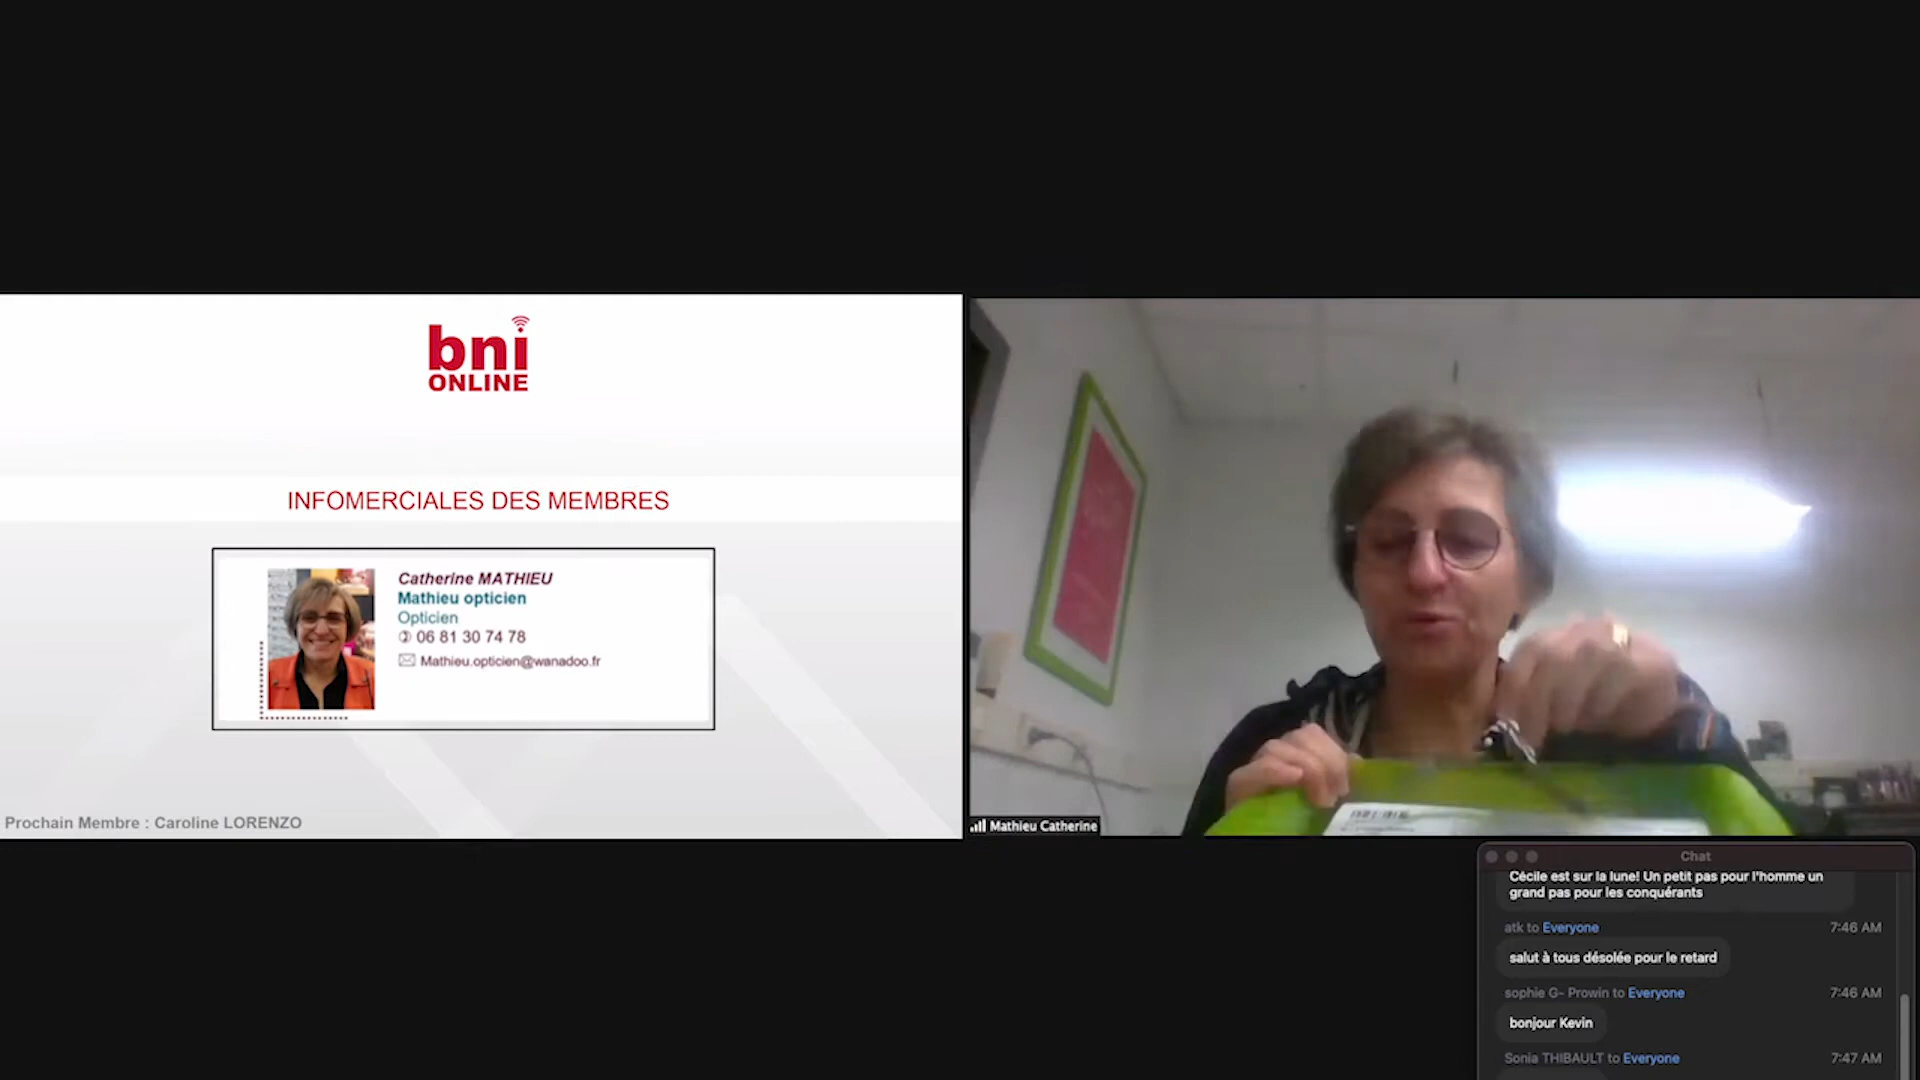 bni
ONLINE
INFOMERCIALES DES MEMBRES
Catherine MATHIEU
Mathieu opticien
Opticien
06 81 30 74 78
Mathieu.opticien@wanadoo.fr
Prochain Membre : Caroline LORENZO
Mathieu Catherine
Chat
Cécile est sur la lune! Un petit pas pour l'homme un
grand pas pour les conquérants
atk to Everyone 7:46 AM
salut à tous désolée pour le retard
sophie G- Prowin to Everyone 7:46 AM
bonjour Kevin
Sonia THIBAULT to Everyone 7:47 AM